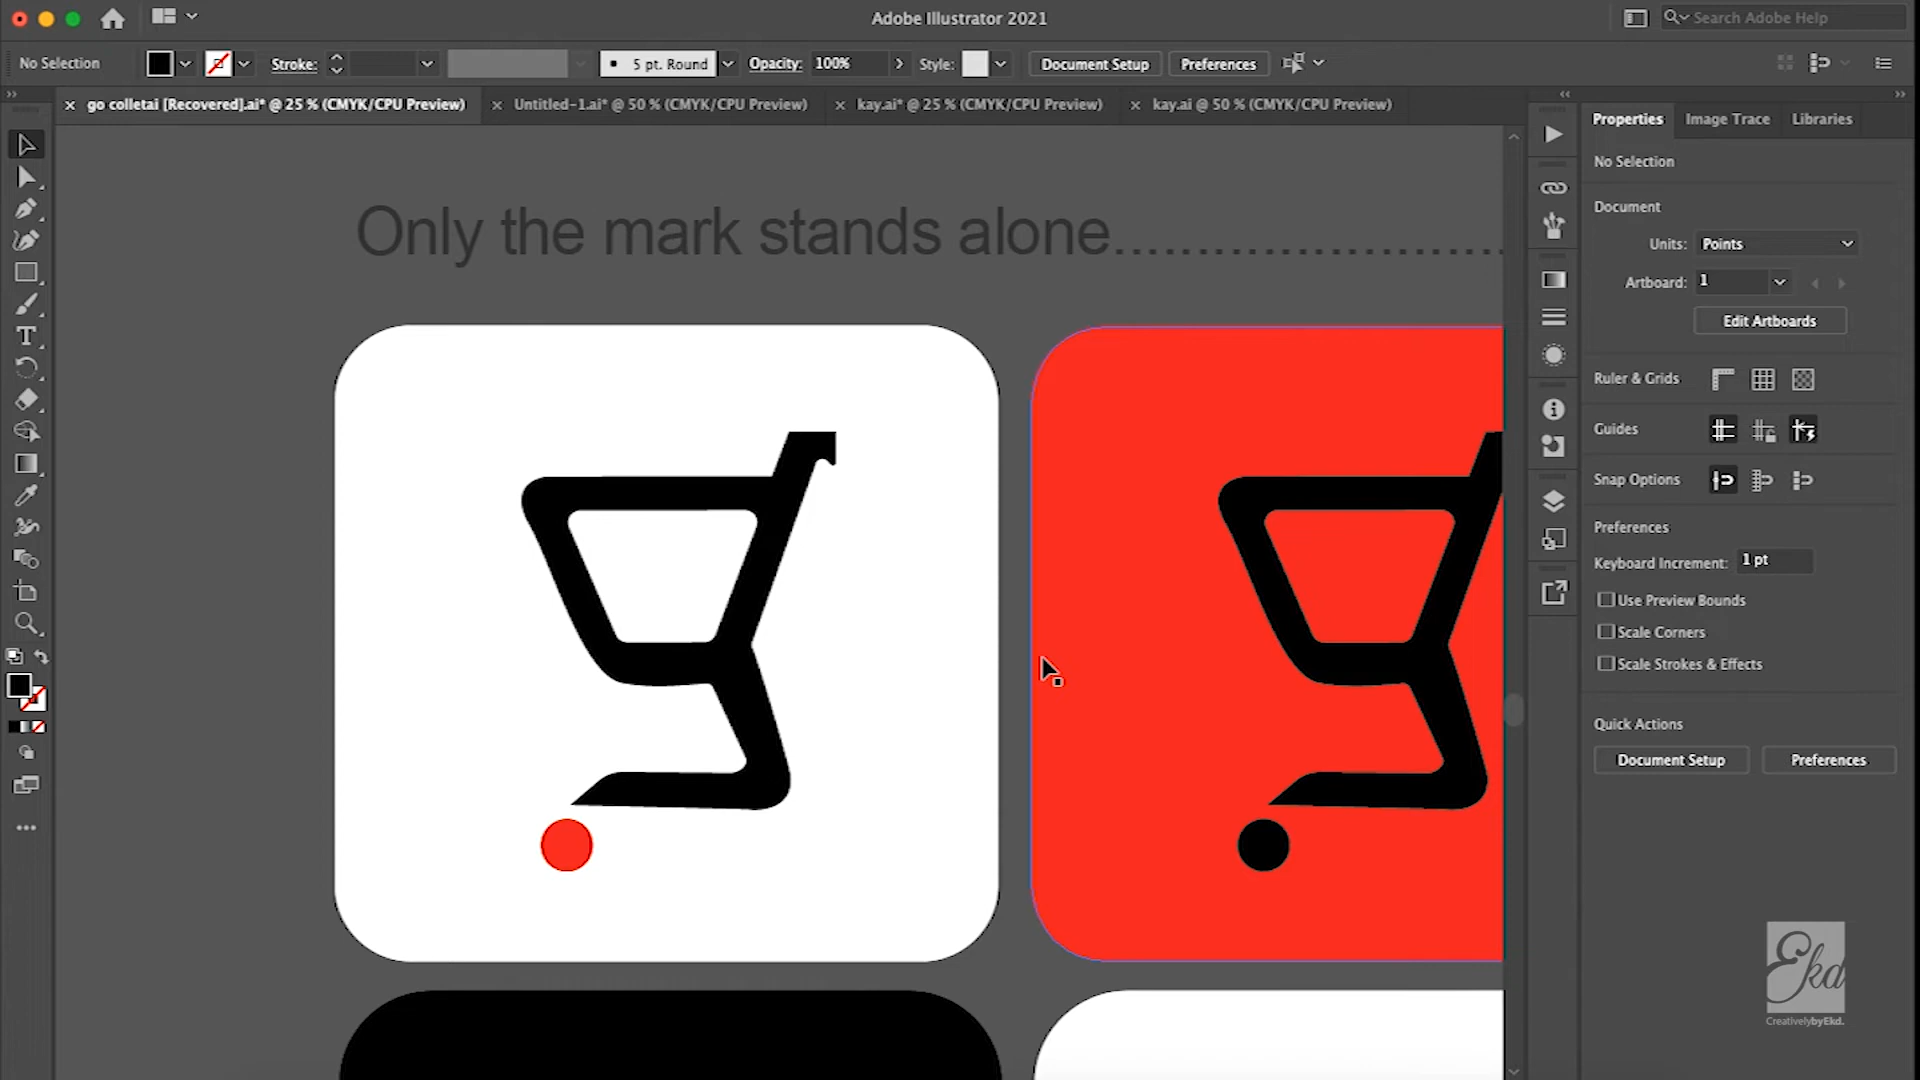 Adobe Illustrator 2021
Search Adobe Help
No Selection
Stroke:
5 pt. Round
Opacity:
100%
Style:
Document Setup
Preferences
go colletai [Recovered].ai* @ 25 % (CMYK/CPU Preview)
Untitled-1.ai* @ 50 % (CMYK/CPU Preview)
kay.ai* @ 25 % (CMYK/CPU Preview)
kay.ai @ 50 % (CMYK/CPU Preview)
Properties
Image Trace
Libraries
No Selection
Document
Units:
Points
Artboard:
1
Edit Artboards
Ruler & Grids
Guides
Snap Options
Preferences
Keyboard Increment:
1 pt
Use Preview Bounds
Scale Corners
Scale Strokes & Effects
Quick Actions
Document Setup
Preferences
Only the mark stands alone........................
Ekd
CreativelybyEkd.